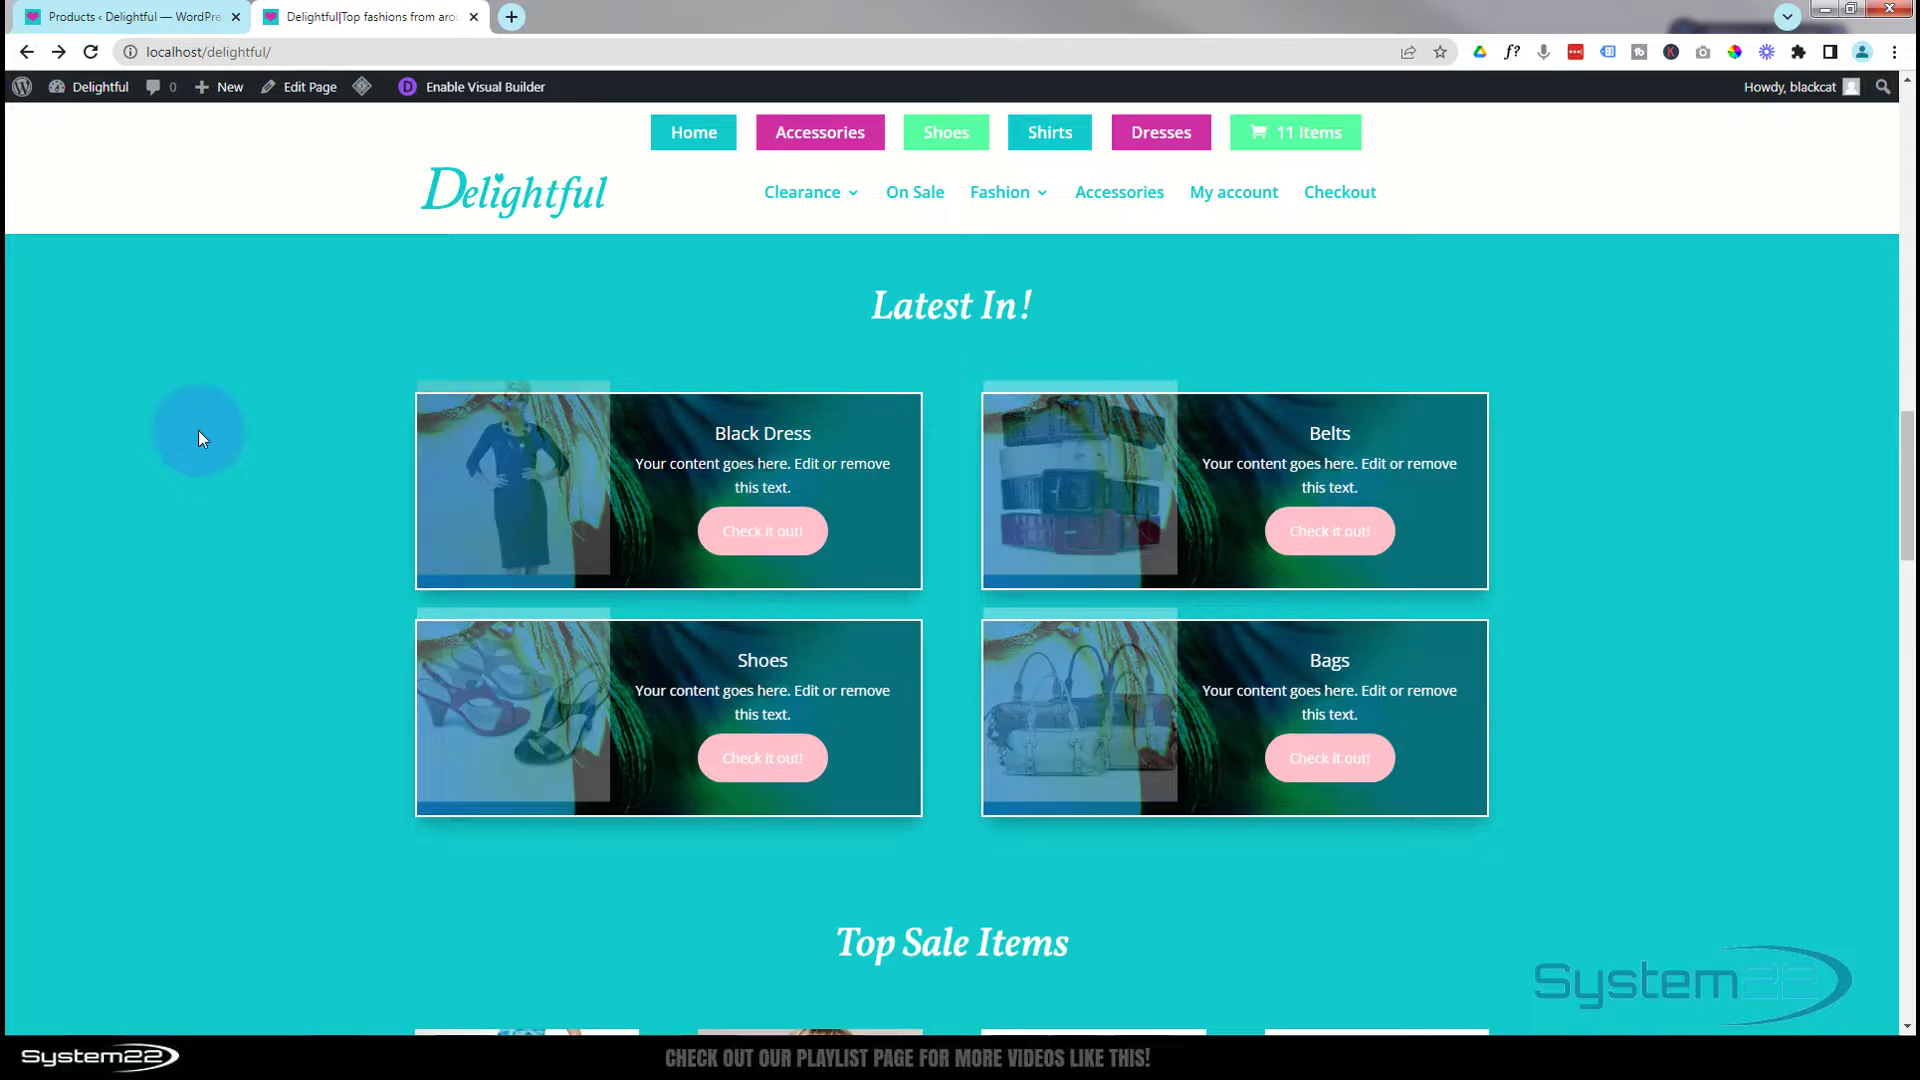 Products ‹ Delightful — WordPre
Delightful|Top fashions from arou
localhost/delightful/
Delightful
0
New
Edit Page
Enable Visual Builder
Howdy, blackcat
Home
Accessories
Shoes
Shirts
Dresses
11 Items
Delightful
Clearance
On Sale
Fashion
Accessories
My account
Checkout
Latest In!
Black Dress
Your content goes here. Edit or remove
this text.
Check it out!
Belts
Your content goes here. Edit or remove
this text.
Check it out!
Shoes
Your content goes here. Edit or remove
this text.
Check it out!
Bags
Your content goes here. Edit or remove
this text.
Check it out!
Top Sale Items
System22
System22
CHECK OUT OUR PLAYLIST PAGE FOR MORE VIDEOS LIKE THIS!